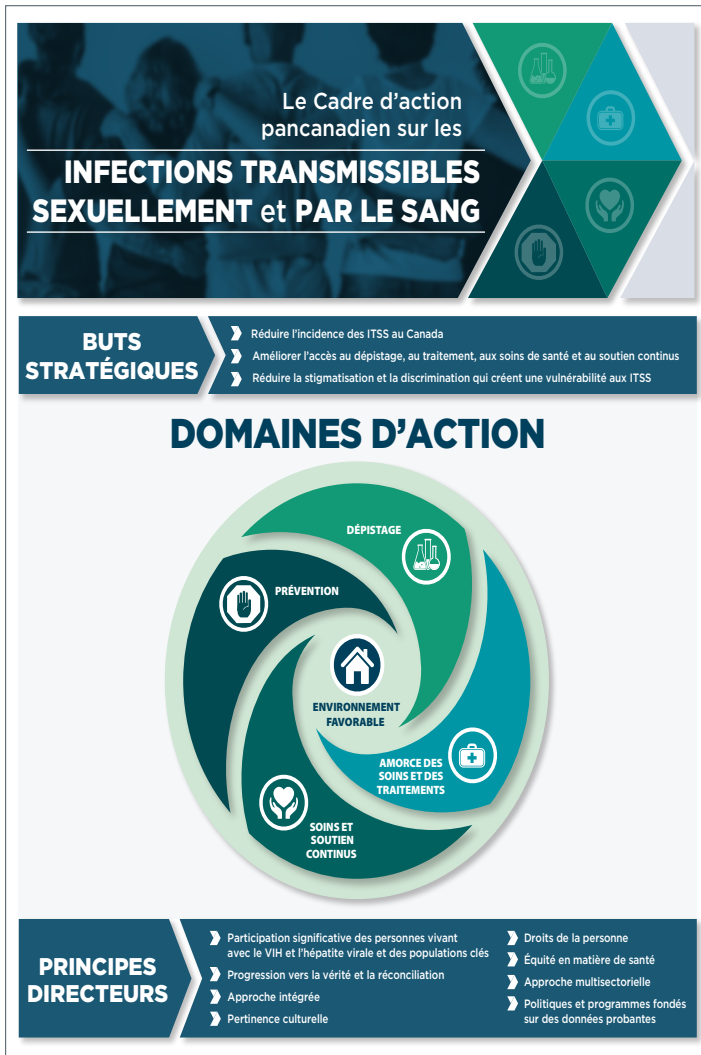 Le Cadre d'action
pancanadien sur les
INFECTIONS TRANSMISSIBLES
SEXUELLEMENT et PAR LE SANG
BUTS
STRATÉGIQUES
Réduire l'incidence des ITSS au Canada
Améliorer l'accès au dépistage, au traitement, aux soins de santé et au soutien continus
Réduire la stigmatisation et la discrimination qui créent une vulnérabilité aux ITSS
DOMAINES D'ACTION
DÉPISTAGE
PRÉVENTION
ENVIRONNEMENT
FAVORABLE
AMORCE DES
SOINS ET DES
TRAITEMENTS
SOINS ET
SOUTIEN
CONTINUS
PRINCIPES
DIRECTEURS
Participation significative des personnes vivant
avec le VIH et l'hépatite virale et des populations clés
Progression vers la vérité et la réconciliation
Approche intégrée
Pertinence culturelle
Droits de la personne
Équité en matière de santé
Approche multisectorielle
Politiques et programmes fondés
sur des données probantes